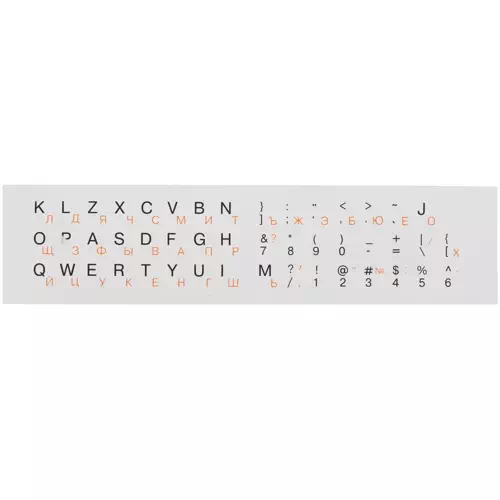 K L Z X C V B N } : " < > ~ J
Л Д Я Ч С М И Т ] ; Ъ ' Ж , Э . Б ` Ю Ё О
O P A S D F G H &? * ( ) _ + | / {
Щ З Ф Ы В А П Р 7 8 9 0 - = \ [ Х
Q W E R T Y U I M ? , ! @ " # № $ ; % ^
Й Ц У К Е Н Г Ш Ь / . 1 2 3 4 5 6